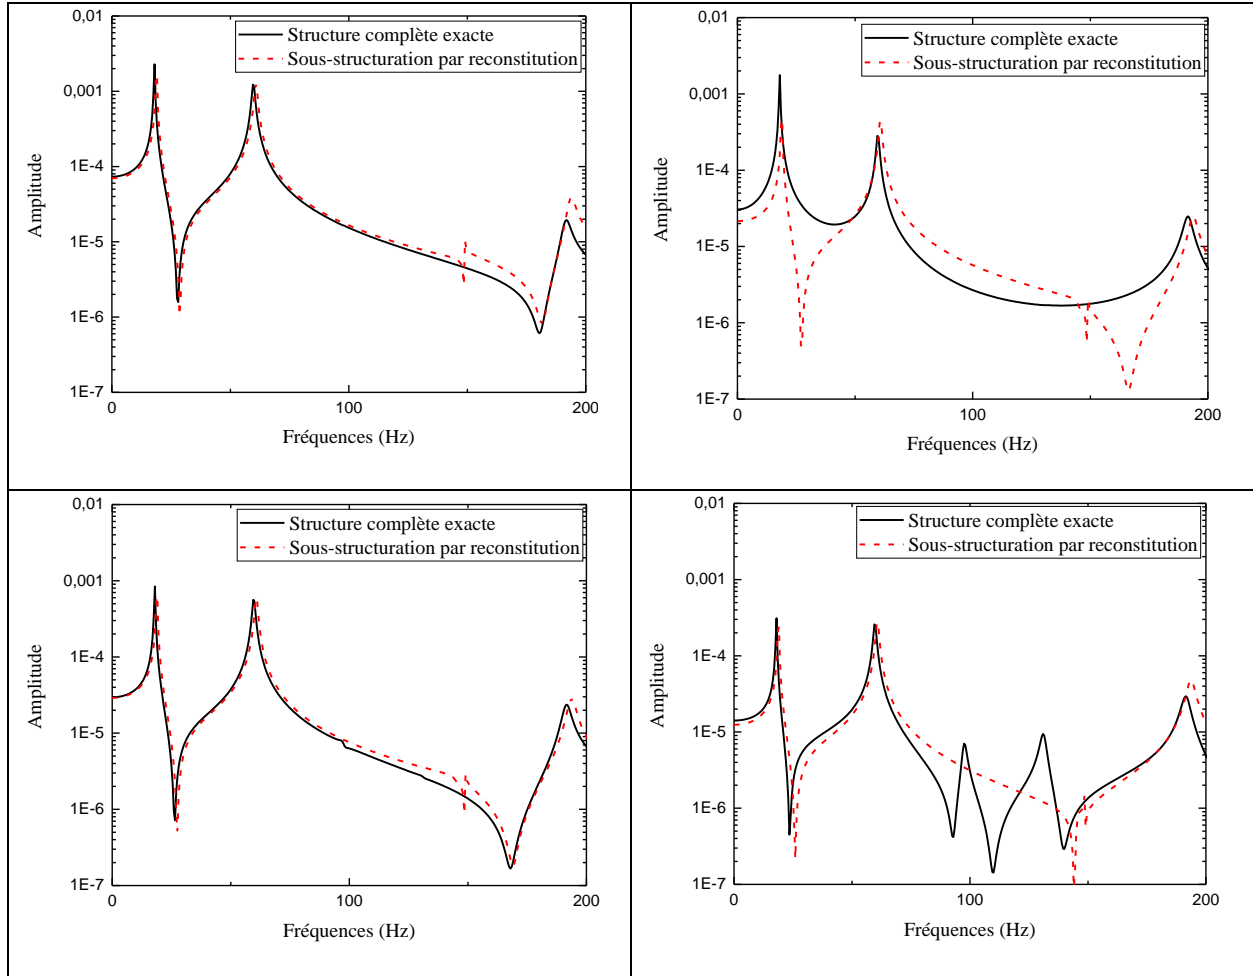 0,01
Structure complète exacte
Sous-structuration par reconstitution
0,001
1E-4
1E-5
1E-6
1E-7
Amplitude
0
100
200
Fréquences (Hz)
0,01
Structure complète exacte
Sous-structuration par reconstitution
0,001
1E-4
1E-5
1E-6
1E-7
Amplitude
0
100
200
Fréquences (Hz)
0,01
Structure complète exacte
Sous-structuration par reconstitution
0,001
1E-4
1E-5
1E-6
1E-7
Amplitude
0
100
200
Fréquences (Hz)
0,01
Structure complète exacte
Sous-structuration par reconstitution
0,001
1E-4
1E-5
1E-6
1E-7
Amplitude
0
100
200
Fréquences (Hz)